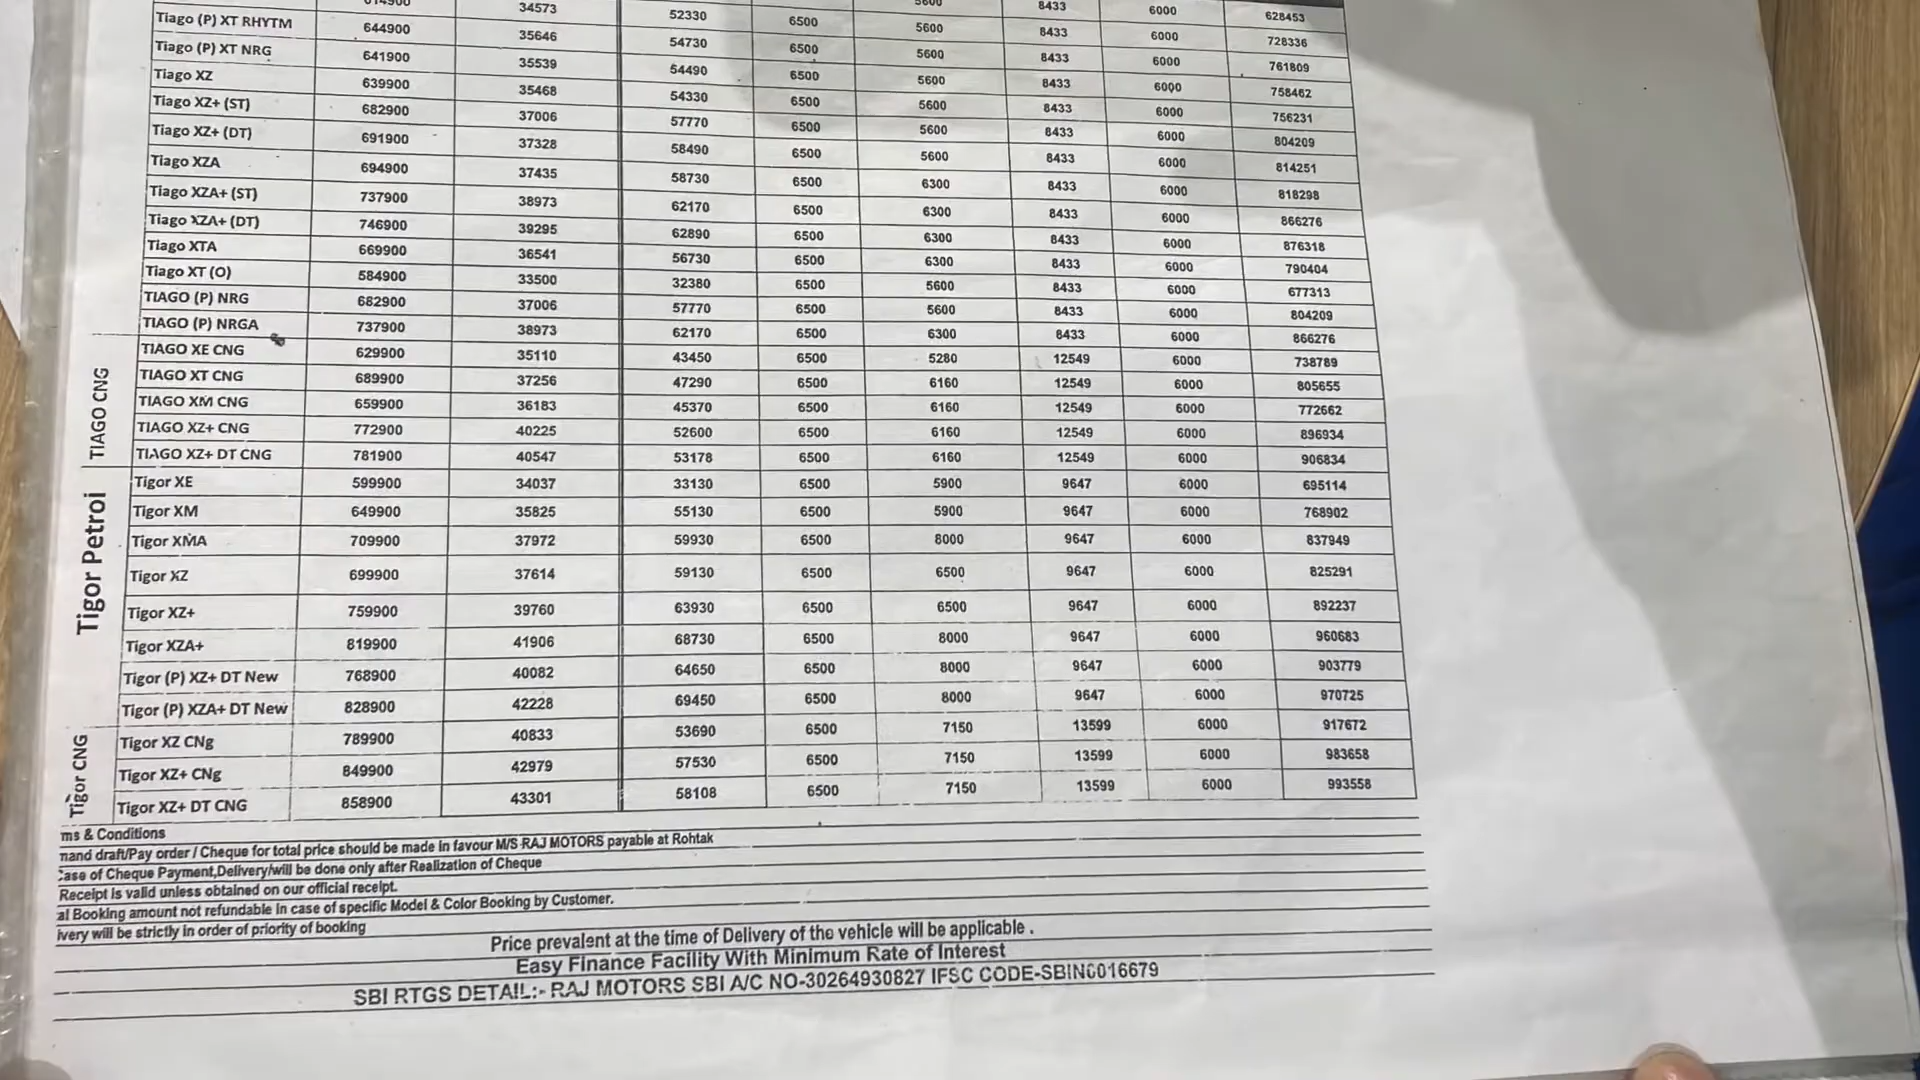 5600 8433 6000 628453
614900 34573 52330 6500 5600 8433 6000 728336
Tiago (P) XT RHYTM 644900 35646 54730 6500 5600 8433 6000 761809
Tiago (P) XT NRG 641900 35539 54490 6500 5600 8433 6000 758462
Tiago XZ 639900 35468 54330 6500 5600 8433 6000 756231
Tiago XZ+ (ST) 682900 37006 57770 6500 5600 8433 6000 804209
Tiago XZ+ (DT) 691900 37328 58490 6500 5600 8433 6000 814251
Tiago XZA 694900 37435 58730 6500 6300 8433 6000 818298
Tiago XZA+ (ST) 737900 38973 62170 6500 6300 8433 6000 866276
Tiago XZA+ (DT) 746900 39295 62890 6500 6300 8433 6000 876318
Tiago XTA 669900 36541 56730 6500 6300 8433 6000 790404
Tiago XT (O) 584900 33500 32380 6500 5600 8433 6000 677313
TIAGO (P) NRG 682900 37006 57770 6500 5600 8433 6000 804209
TIAGO (P) NRGA 737900 38973 62170 6500 6300 8433 6000 866276
TIAGO CNG
TIAGO XE CNG 629900 35110 43450 6500 5280 12549 6000 738789
TIAGO XT CNG 689900 37256 47290 6500 6160 12549 6000 805655
TIAGO XM CNG 659900 36183 45370 6500 6160 12549 6000 772662
TIAGO XZ+ CNG 772900 40225 52600 6500 6160 12549 6000 896934
TIAGO XZ+ DT CNG 781900 40547 53178 6500 6160 12549 6000 906834
Tigor Petrol
Tigor XE 599900 34037 33130 6500 5900 9647 6000 695114
Tigor XM 649900 35825 55130 6500 5900 9647 6000 768902
Tigor XMA 709900 37972 59930 6500 8000 9647 6000 837949
Tigor XZ 699900 37614 59130 6500 6500 9647 6000 825291
Tigor XZ+ 759900 39760 63930 6500 6500 9647 6000 892237
Tigor XZA+ 819900 41906 68730 6500 8000 9647 6000 960683
Tigor (P) XZ+ DT New 768900 40082 64650 6500 8000 9647 6000 903779
Tigor (P) XZA+ DT New 828900 42228 69450 6500 8000 9647 6000 970725
Tigor CNG
Tigor XZ CNg 789900 40833 53690 6500 7150 13599 6000 917672
Tigor XZ+ CNg 849900 42979 57530 6500 7150 13599 6000 983658
Tigor XZ+ DT CNG 858900 43301 58108 6500 7150 13599 6000 993558
ms & Conditions
nand draft/Pay order / Cheque for total price should be made in favour M/S RAJ MOTORS payable at Rohtak
ase of Cheque Payment,Delivery/will be done only after Realization of Cheque
Receipt is valid unless obtained on our official receipt.
al Booking amount not refundable in case of specific Model & Color Booking by Customer.
ivery will be strictly in order of priority of booking
Price prevalent at the time of Delivery of the vehicle will be applicable .
Easy Finance Facility With Minimum Rate of Interest
SBI RTGS DETAIL:- RAJ MOTORS SBI A/C NO-30264930827 IFSC CODE-SBIN0016679